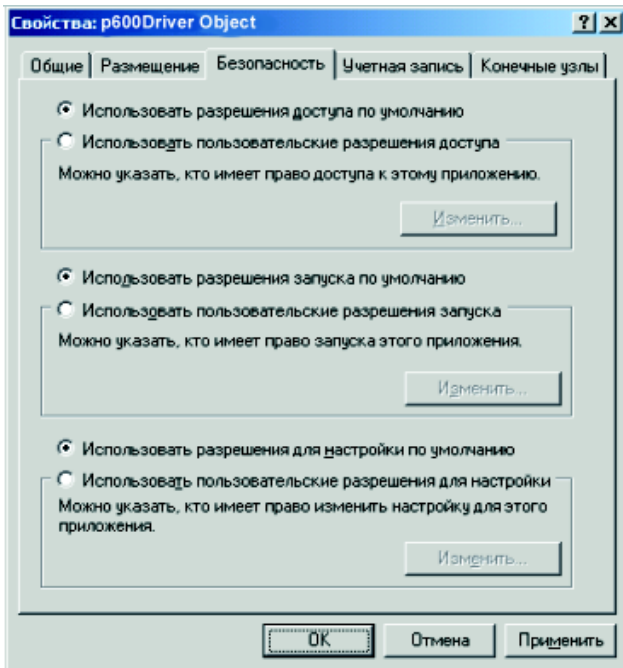 Свойства: p600Driver Object
Общие
Размещение
Безопасность
Учетная запись
Конечные узлы
Использовать разрешения доступа по умолчанию
Использовать пользовательские разрешения доступа
Можно указать, кто имеет право доступа к этому приложению.
Изменить...
Использовать разрешения запуска по умолчанию
Использовать пользовательские разрешения запуска
Можно указать, кто имеет право запуска этого приложения.
Изменить...
Использовать разрешения для настройки по умолчанию
Использовать пользовательские разрешения для настройки
Можно указать, кто имеет право изменить настройку для этого
приложения.
Изменить...
OK
Отмена
Применить